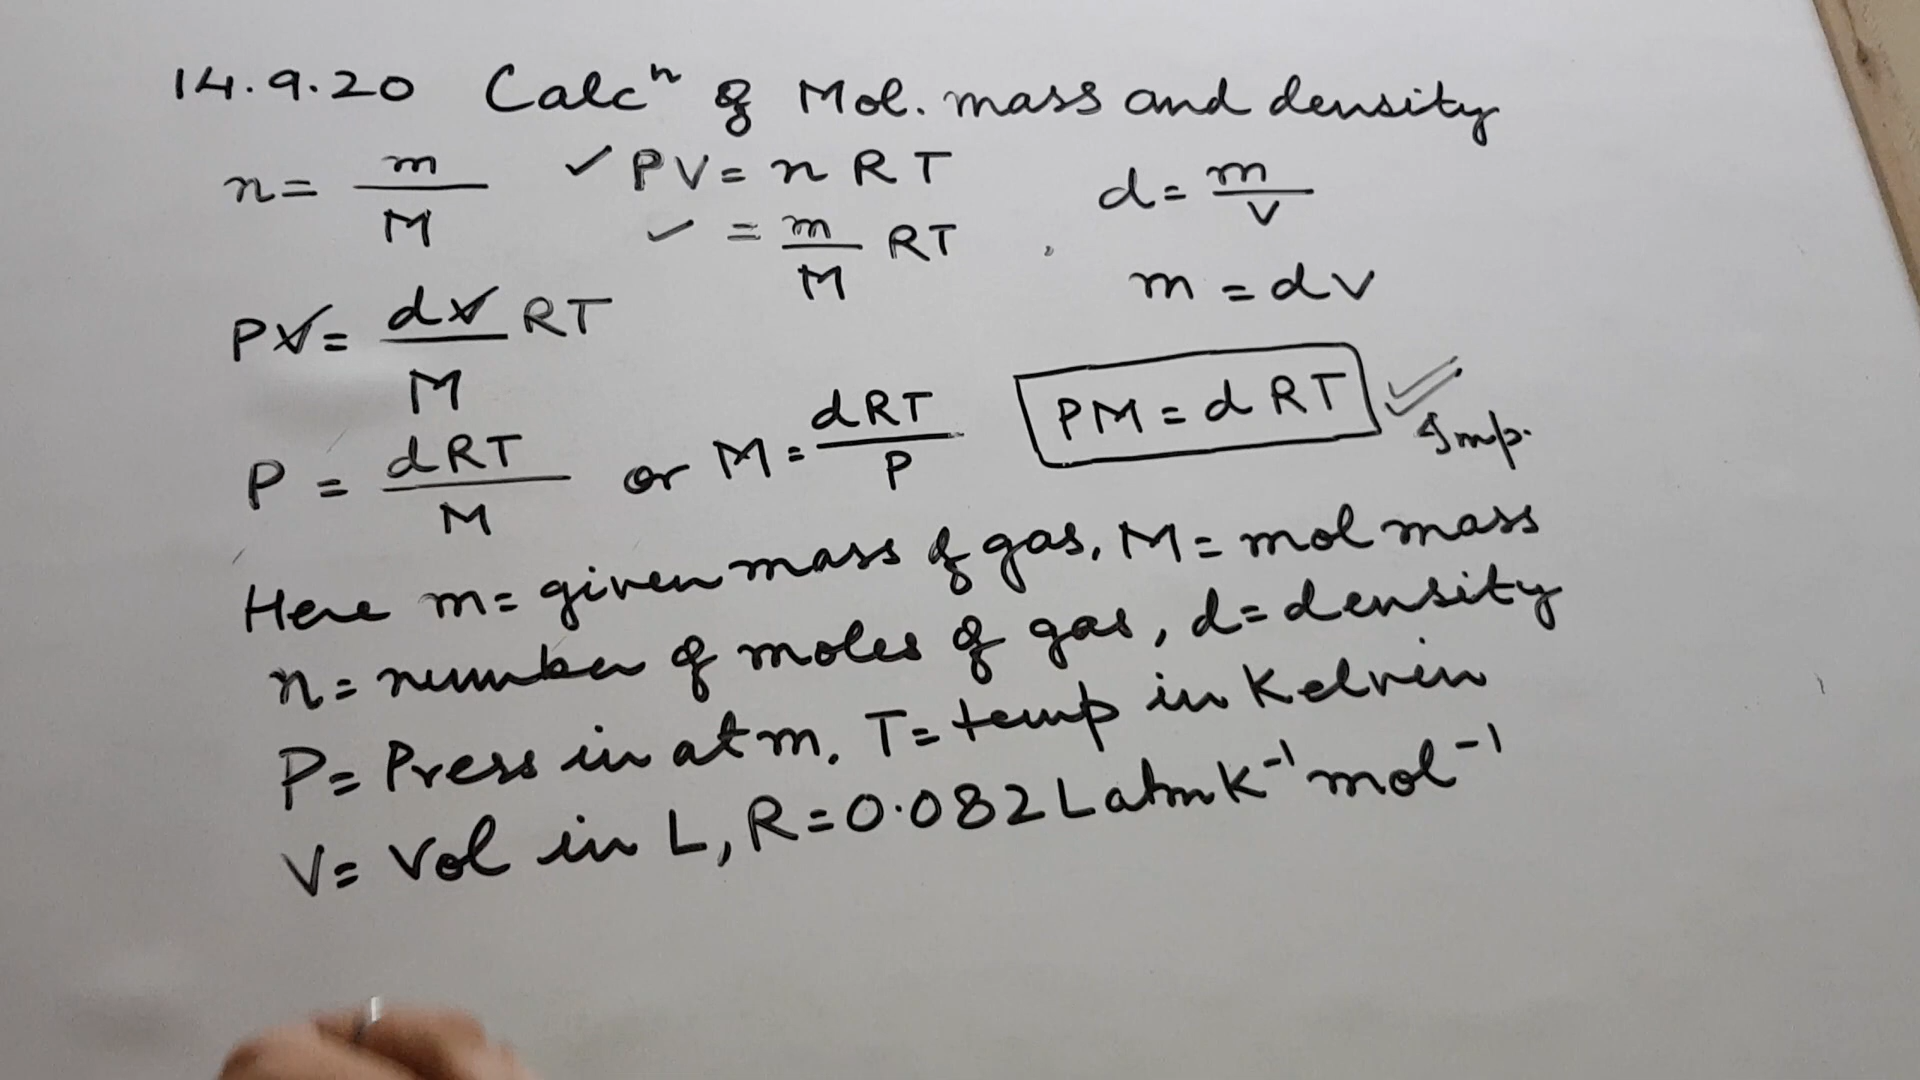 14.9.20 Calcⁿ of Mol. mass and density
n = m/M ✓ PV = nRT d = m/V
✓ = m/M RT m = dV
PV = dV/M RT
P = dRT/M or M = dRT/P PM = dRT ✓ Imp.
Here m = given mass of gas, M = mol mass
n = number of moles of gas, d = density
P = Press in atm, T = temp in Kelvin
V = Vol in L, R = 0.082 L atm K⁻¹ mol⁻¹